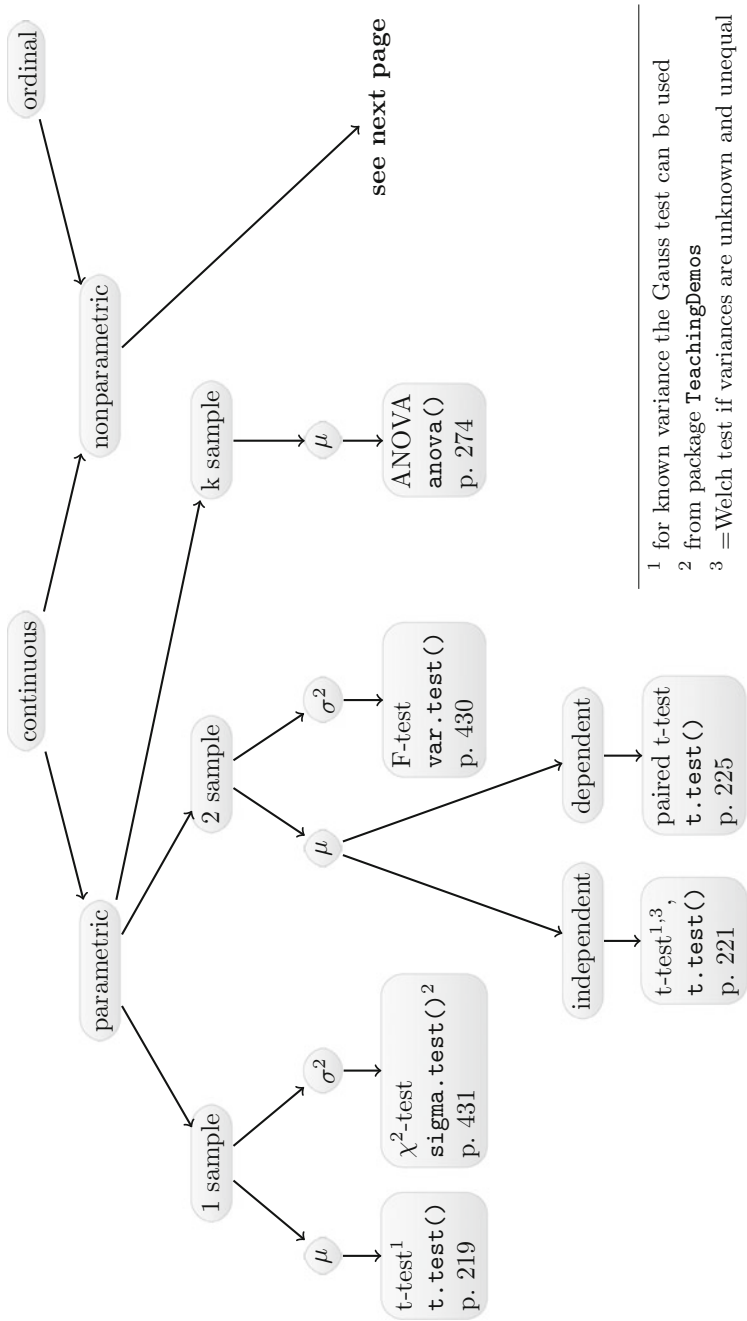 continuous
ordinal
parametric
nonparametric
1 sample
2 sample
k sample
μ
σ²
μ
σ²
μ
see next page
t-test¹
t.test()
p. 219
χ²-test
sigma.test()²
p. 431
F-test
var.test()
p. 430
ANOVA
anova()
p. 274
independent
dependent
t-test¹,³,
t.test()
p. 221
paired t-test
t.test()
p. 225
¹ for known variance the Gauss test can be used
² from package TeachingDemos
³ =Welch test if variances are unknown and unequal